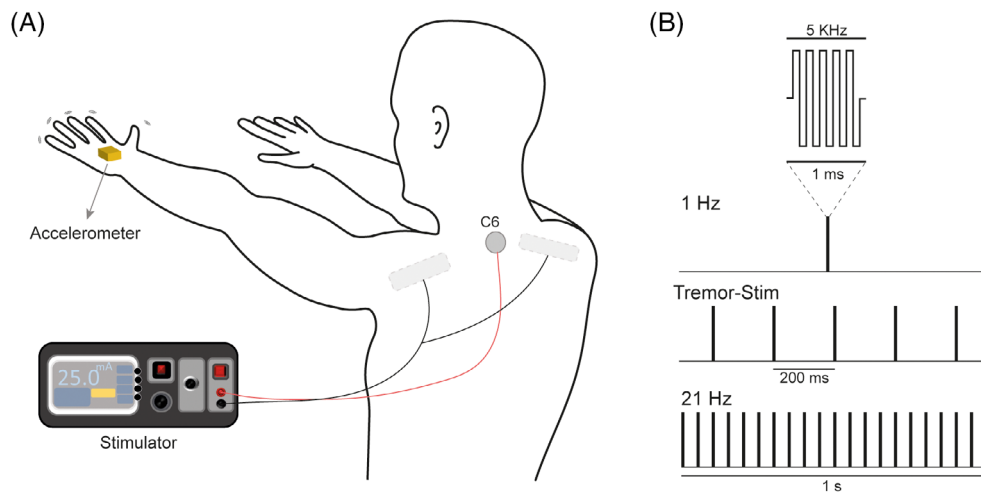 (A)
Accelerometer
C6
25.0 mA
Stimulator
(B)
5 KHz
1 ms
1 Hz
Tremor-Stim
200 ms
21 Hz
1 s